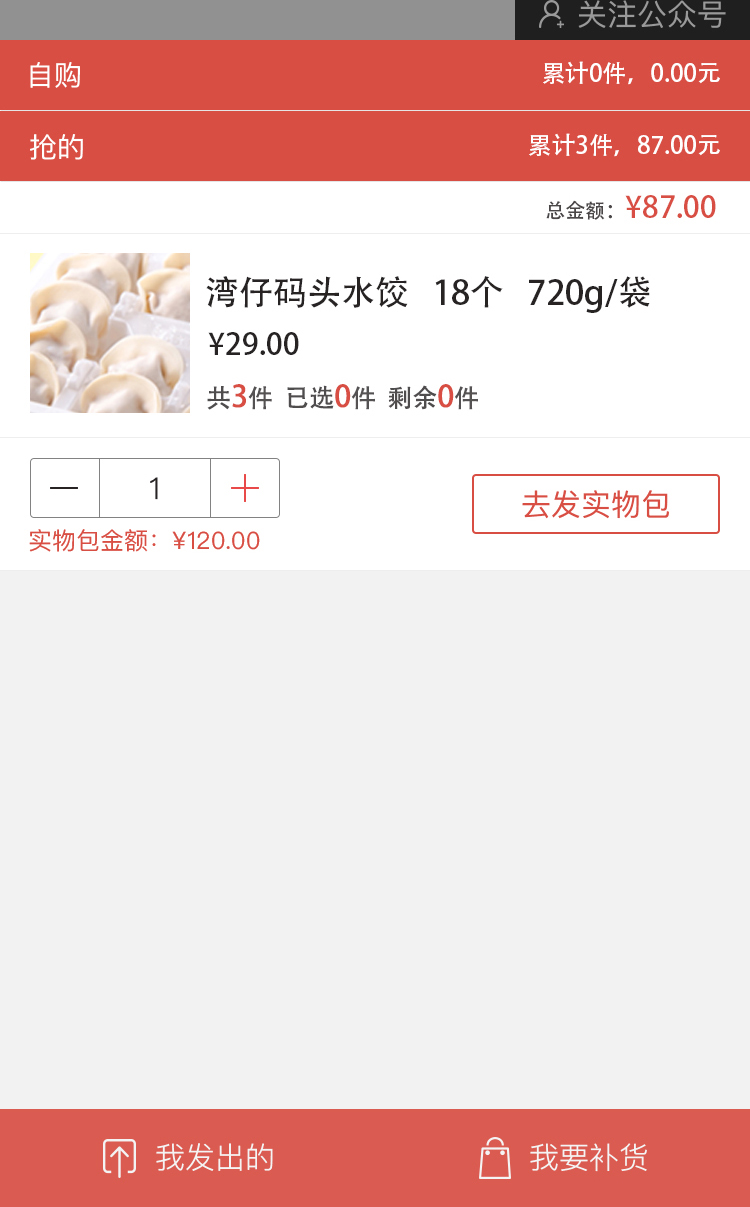 关注公众号
自购 累计0件，0.00元
抢的 累计3件，87.00元
总金额：¥87.00
湾仔码头水饺 18个 720g/袋
¥29.00
共3件 已选0件 剩余0件
1
去发实物包
实物包金额：¥120.00
我发出的 我要补货